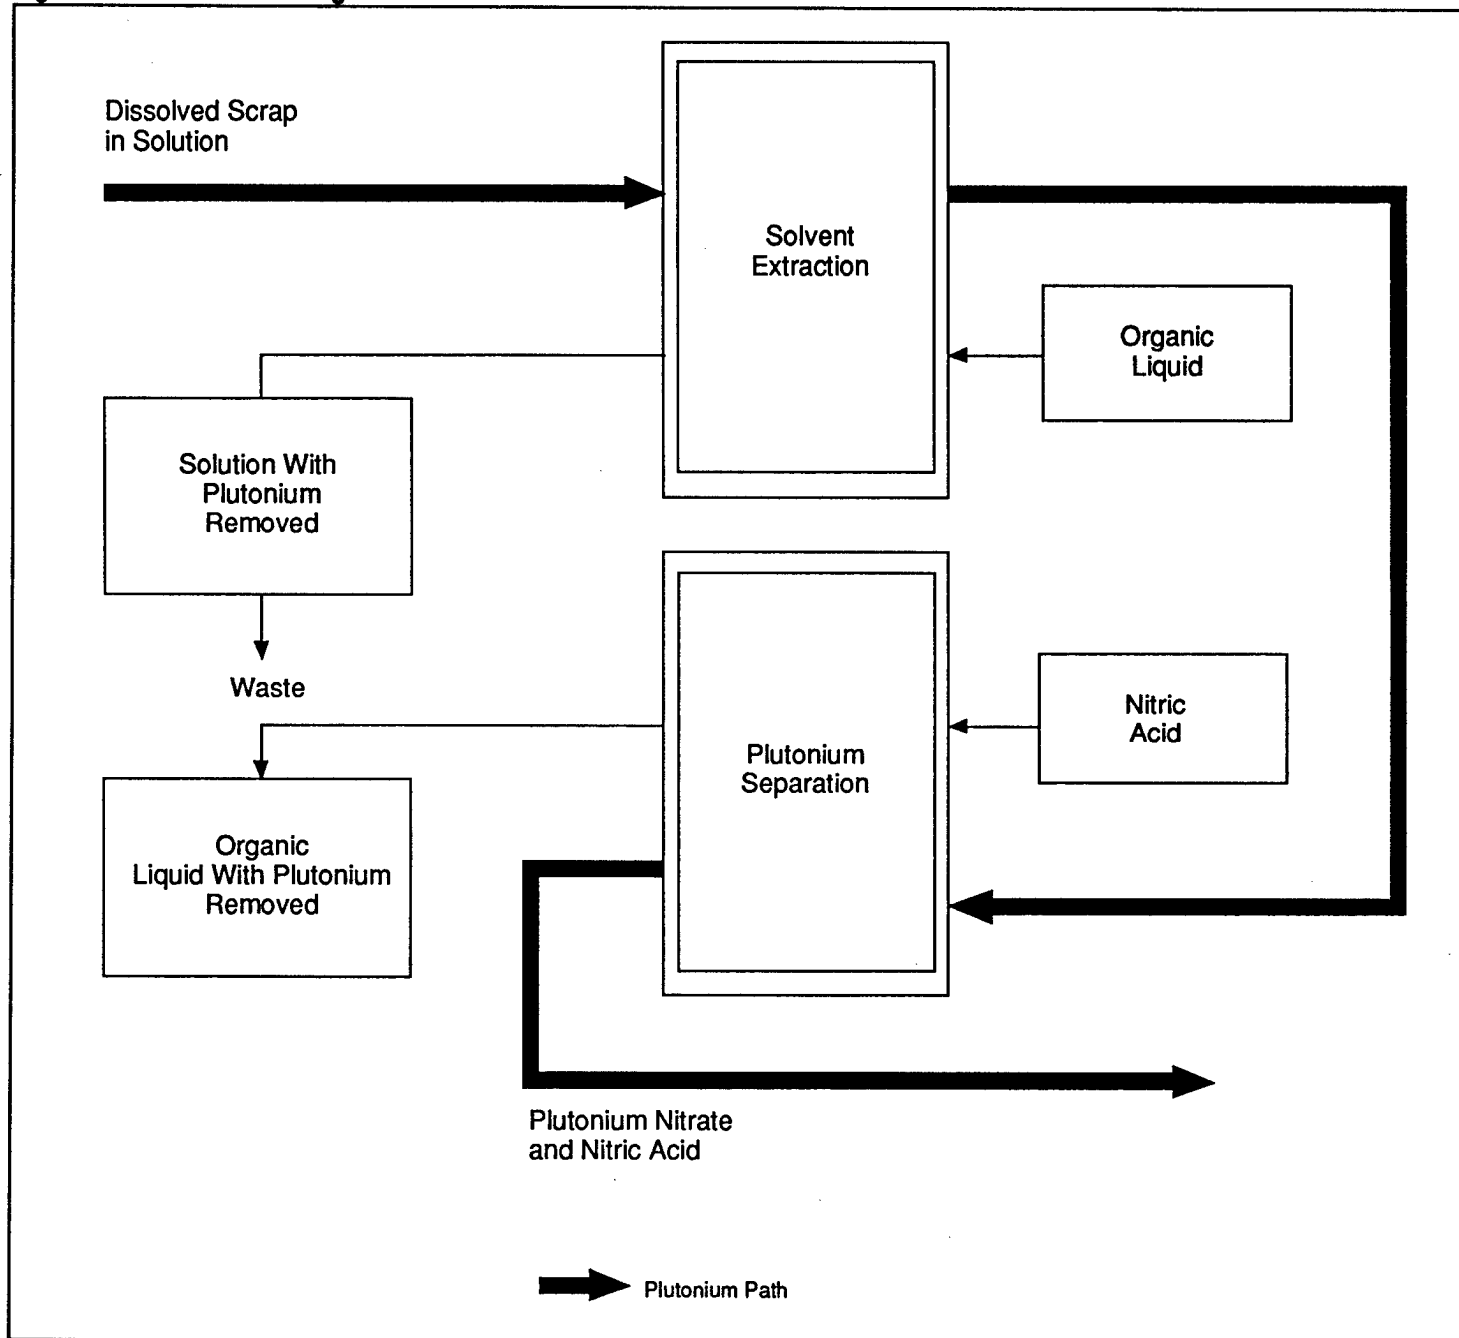 Dissolved Scrap
in Solution
Solvent
Extraction
Organic
Liquid
Solution With
Plutonium
Removed
Waste
Nitric
Acid
Plutonium
Separation
Organic
Liquid With Plutonium
Removed
Plutonium Nitrate
and Nitric Acid
Plutonium Path